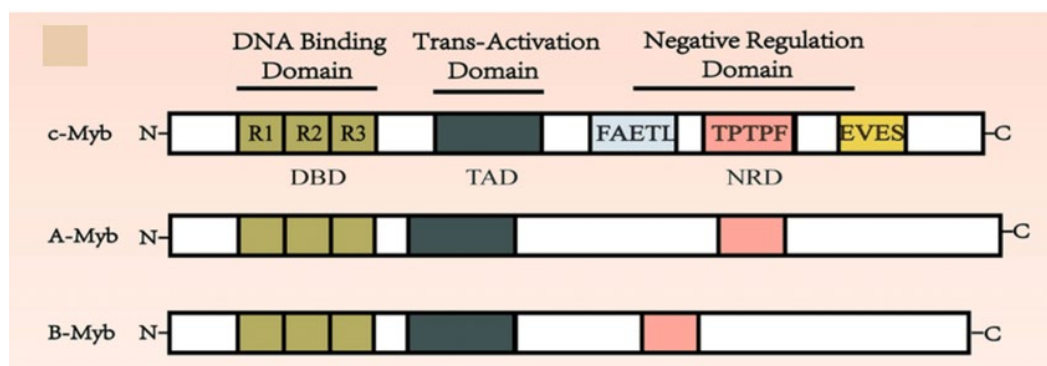 DNA Binding Domain
Trans-Activation Domain
Negative Regulation Domain
c-Myb N- R1 R2 R3 FAETL TPTPF EVES -C
DBD TAD NRD
A-Myb N- -C
B-Myb N- -C